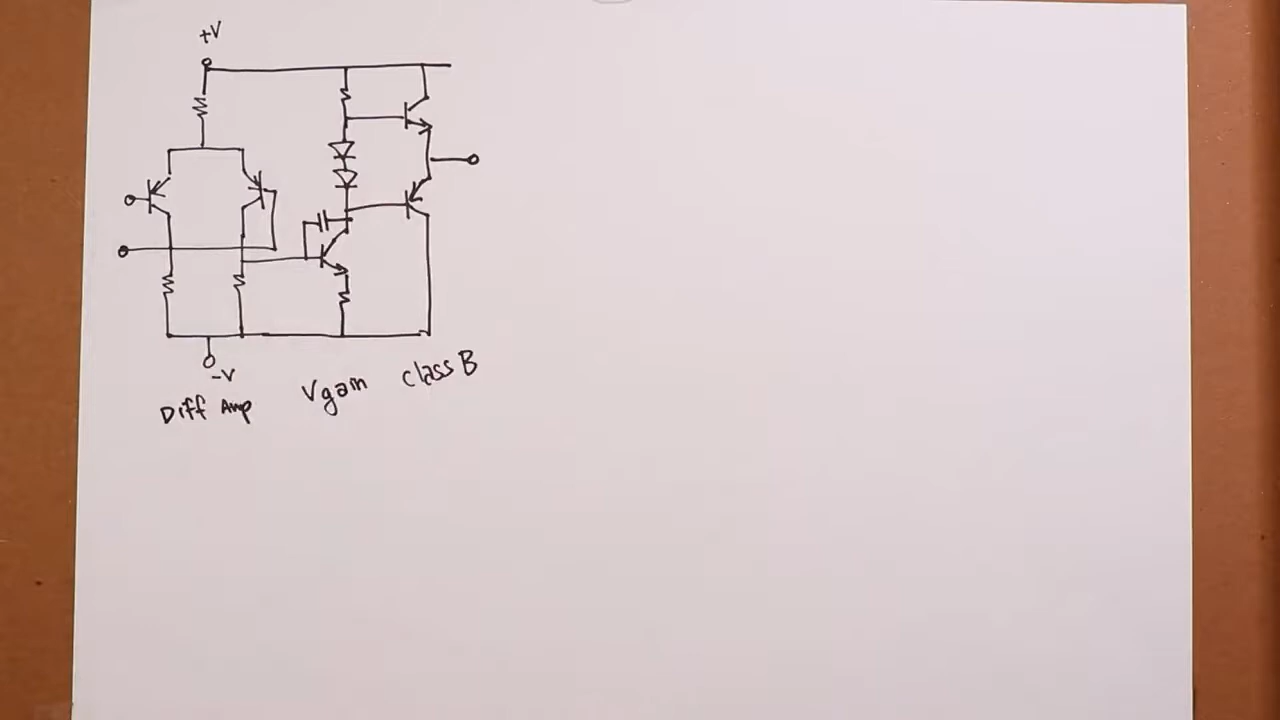 +V
-V
Diff Amp
Vgain
Class B